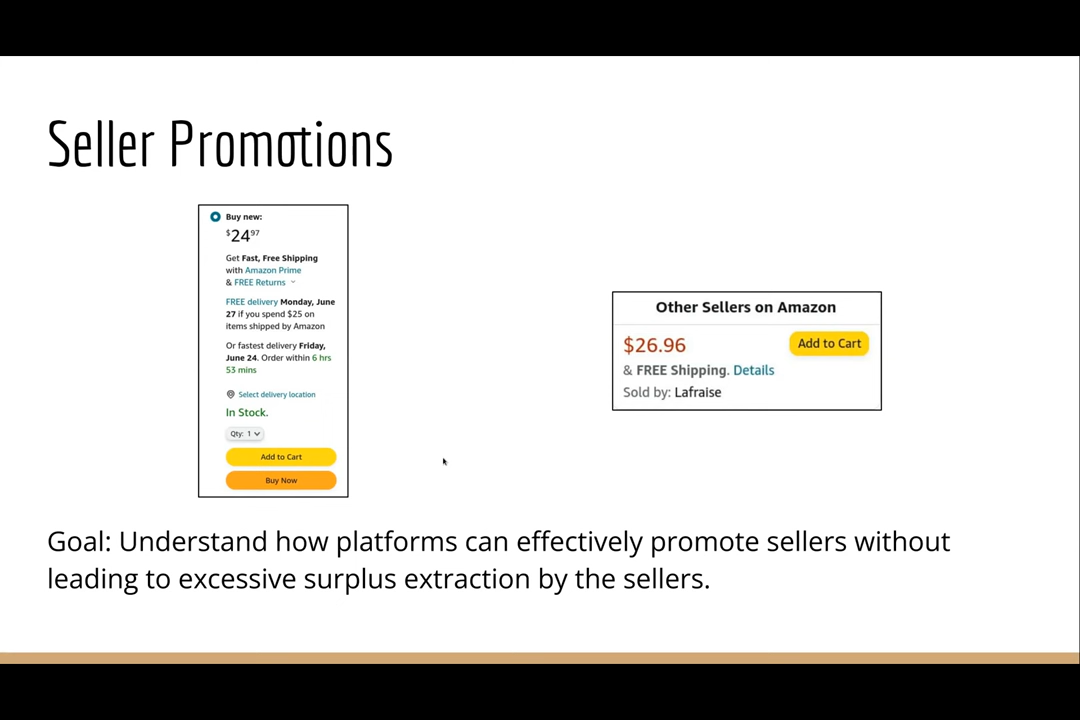 Seller Promotions
Buy new:
$24 97
Get Fast, Free Shipping
with Amazon Prime
& FREE Returns
FREE delivery Monday, June
27 if you spend $25 on
items shipped by Amazon
Or fastest delivery Friday,
June 24. Order within 6 hrs
53 mins
Select delivery location
In Stock.
Qty: 1
Add to Cart
Buy Now
Other Sellers on Amazon
$26.96
Add to Cart
& FREE Shipping. Details
Sold by: Lafraise
Goal: Understand how platforms can effectively promote sellers without
leading to excessive surplus extraction by the sellers.